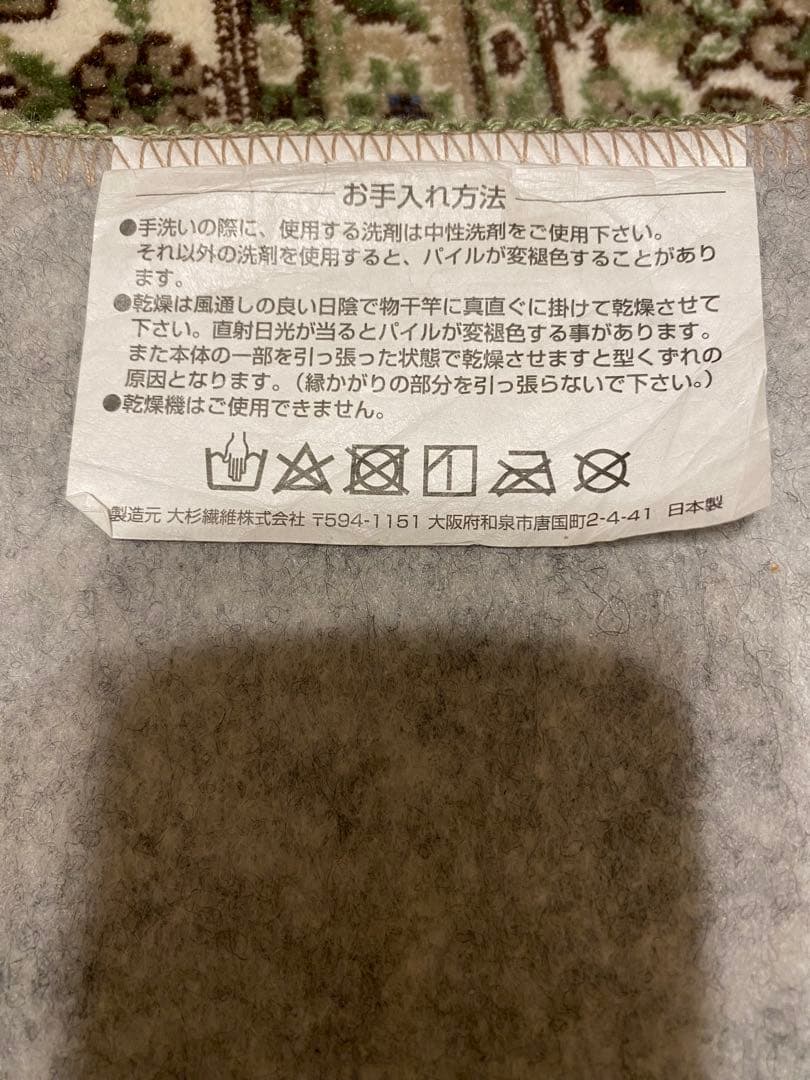 お手入れ方法
●手洗いの際に、使用する洗剤は中性洗剤をご使用下さい。
それ以外の洗剤を使用すると、パイルが変褪色することがあり
ます。
●乾燥は風通しの良い日陰で物干竿に真直ぐに掛けて乾燥させて
下さい。直射日光が当るとパイルが変褪色する事があります。
また本体の一部を引っ張った状態で乾燥させますと型くずれの
原因となります。（縁かがりの部分を引っ張らないで下さい。）
●乾燥機はご使用できません。
製造元 大杉繊維株式会社 〒594-1151 大阪府和泉市唐国町2-4-41 日本製